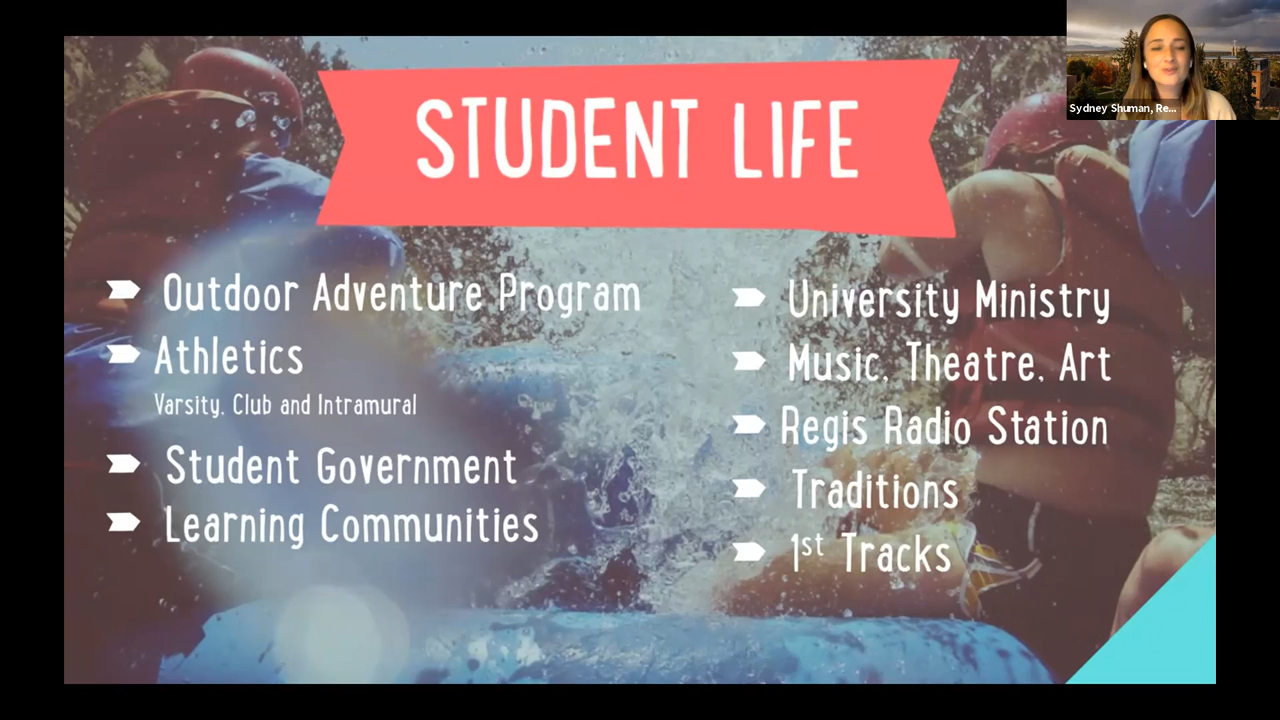 Sydney Shuman, Re...
STUDENT LIFE
Outdoor Adventure Program
Athletics
Varsity, Club and Intramural
Student Government
Learning Communities
University Ministry
Music, Theatre, Art
Regis Radio Station
Traditions
1st Tracks